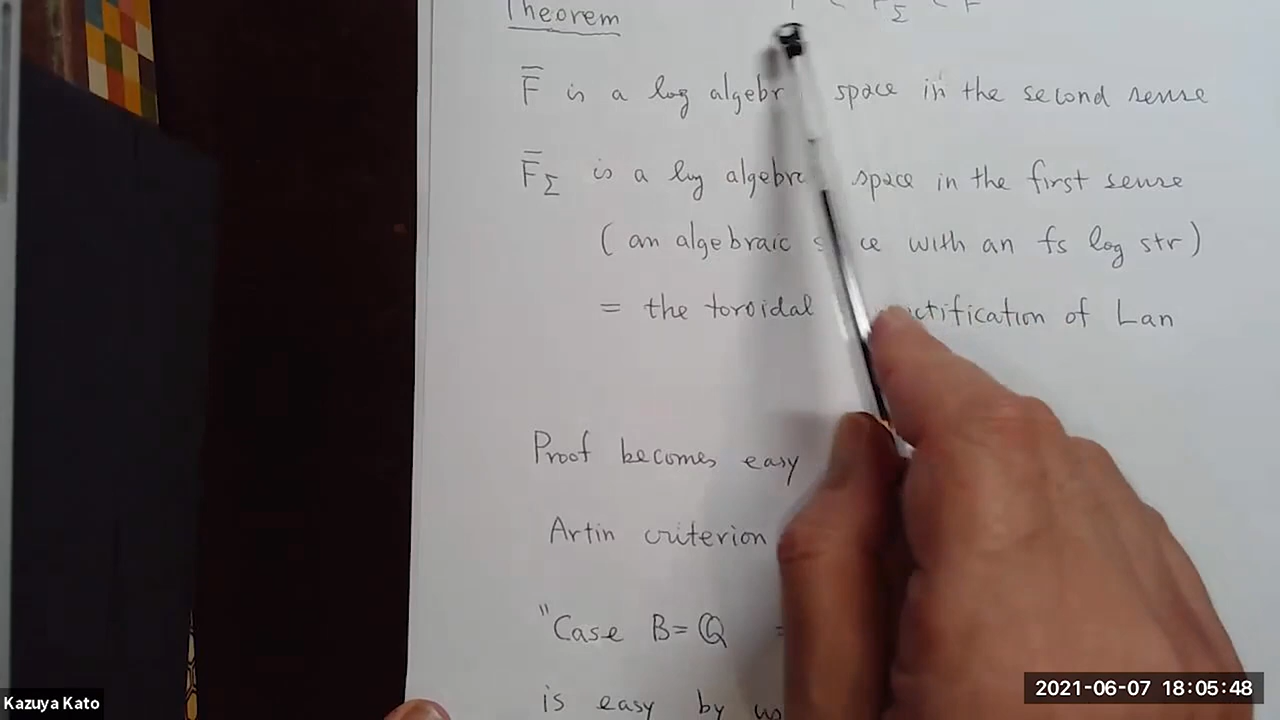 Theorem
F̄ is a log algebr space in the second sense
F̄_Σ is a log algebra space in the first sense
( an algebraic s ce with an fs log str )
= the toroidal ctification of Lan
Proof becomes easy
Artin criterion
"Case B = ℚ =
is easy by us
Kazuya Kato
2021-06-07 18:05:48